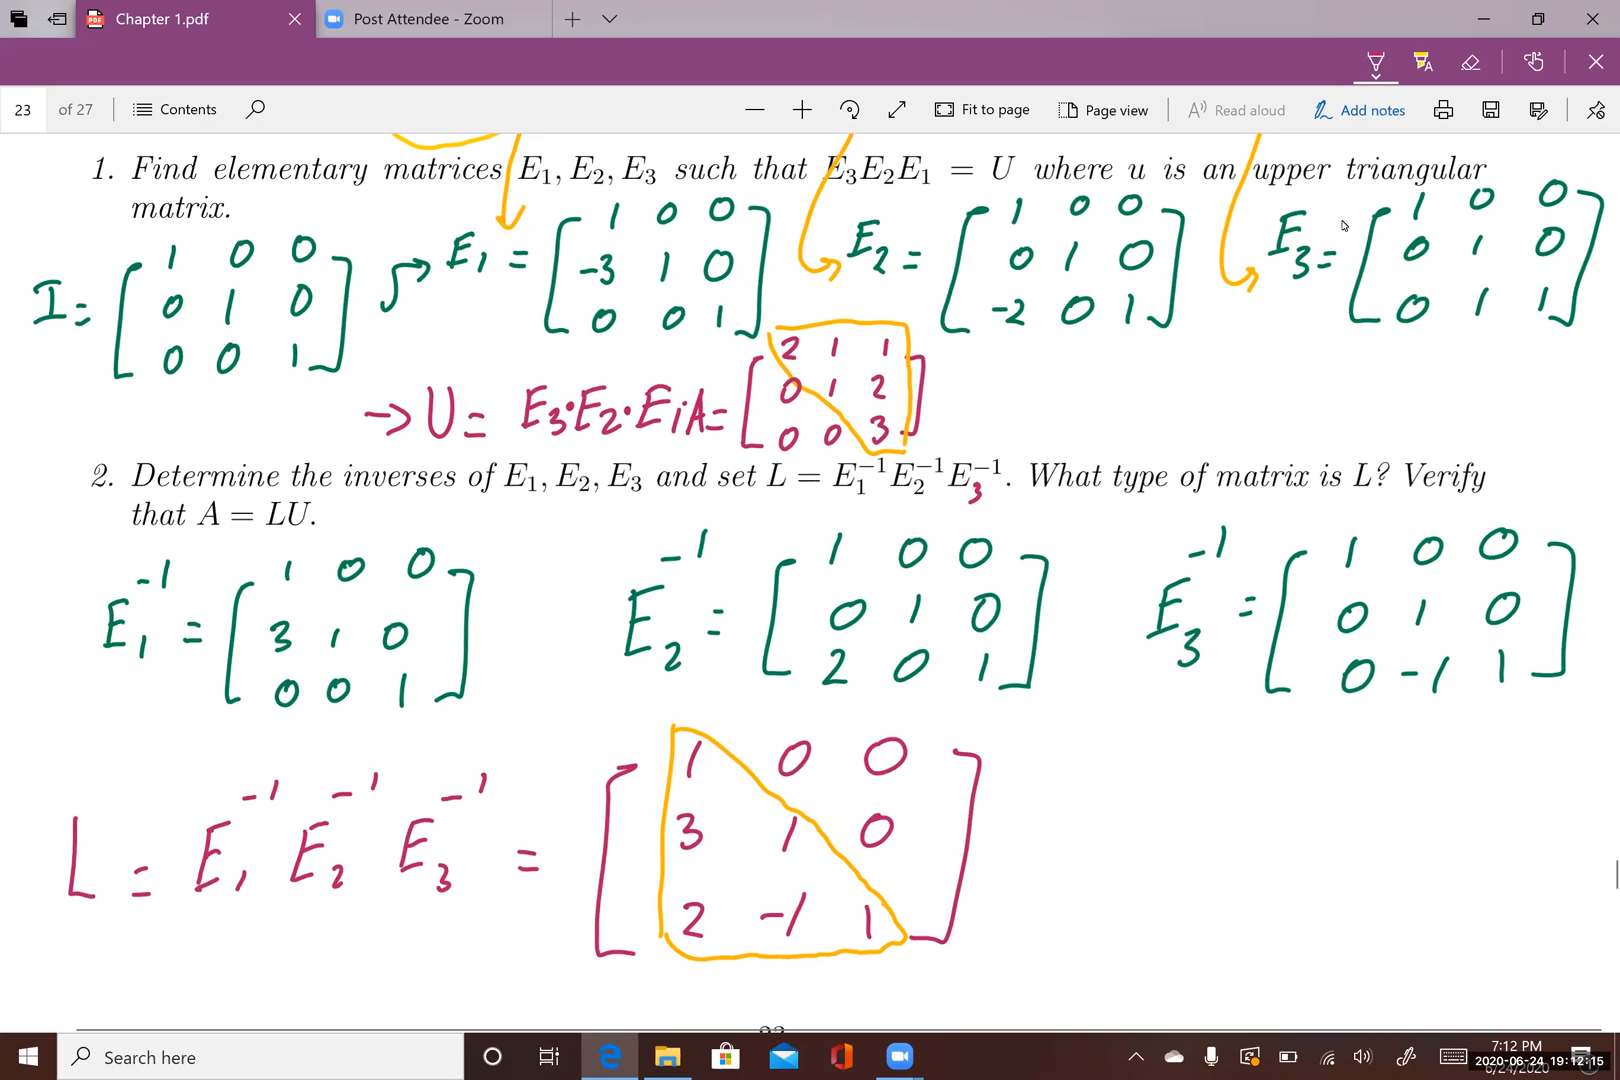 Chapter 1.pdf
Post Attendee - Zoom
23 of 27
Contents
Fit to page
Page view
Read aloud
Add notes
1. Find elementary matrices E₁, E₂, E₃ such that E₃E₂E₁ = U where u is an upper triangular
matrix.
I = [1 0 0
0 1 0
0 0 1]
E₁ = [1 0 0
-3 1 0
0 0 1]
E₂ = [1 0 0
0 1 0
-2 0 1]
E₃ = [1 0 0
0 1 0
0 1 1]
→ U = E₃·E₂·E₁A = [2 1 1
0 1 2
0 0 3]
2. Determine the inverses of E₁, E₂, E₃ and set L = E₁⁻¹E₂⁻¹E₃⁻¹. What type of matrix is L? Verify
that A = LU.
E₁⁻¹ = [1 0 0
3 1 0
0 0 1]
E₂⁻¹ = [1 0 0
0 1 0
2 0 1]
E₃⁻¹ = [1 0 0
0 1 0
0 -1 1]
L = E₁⁻¹ E₂⁻¹ E₃⁻¹ = [1 0 0
3 1 0
2 -1 1]
Search here
7:12 PM
2020-06-24 19:12:15
6/24/2020